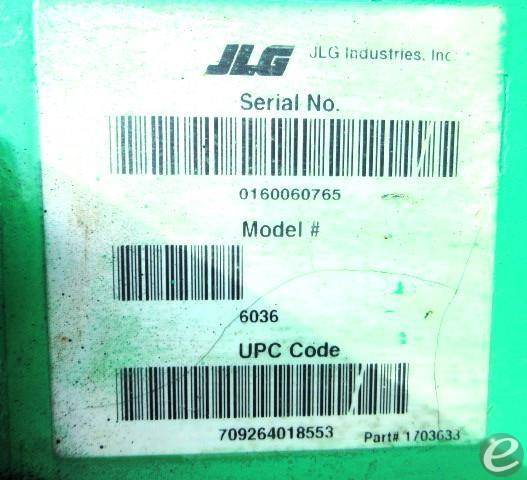 JLG JLG Industries, Inc
Serial No.
0160060765
Model #
6036
UPC Code
709264018553 Part# 1703633
e